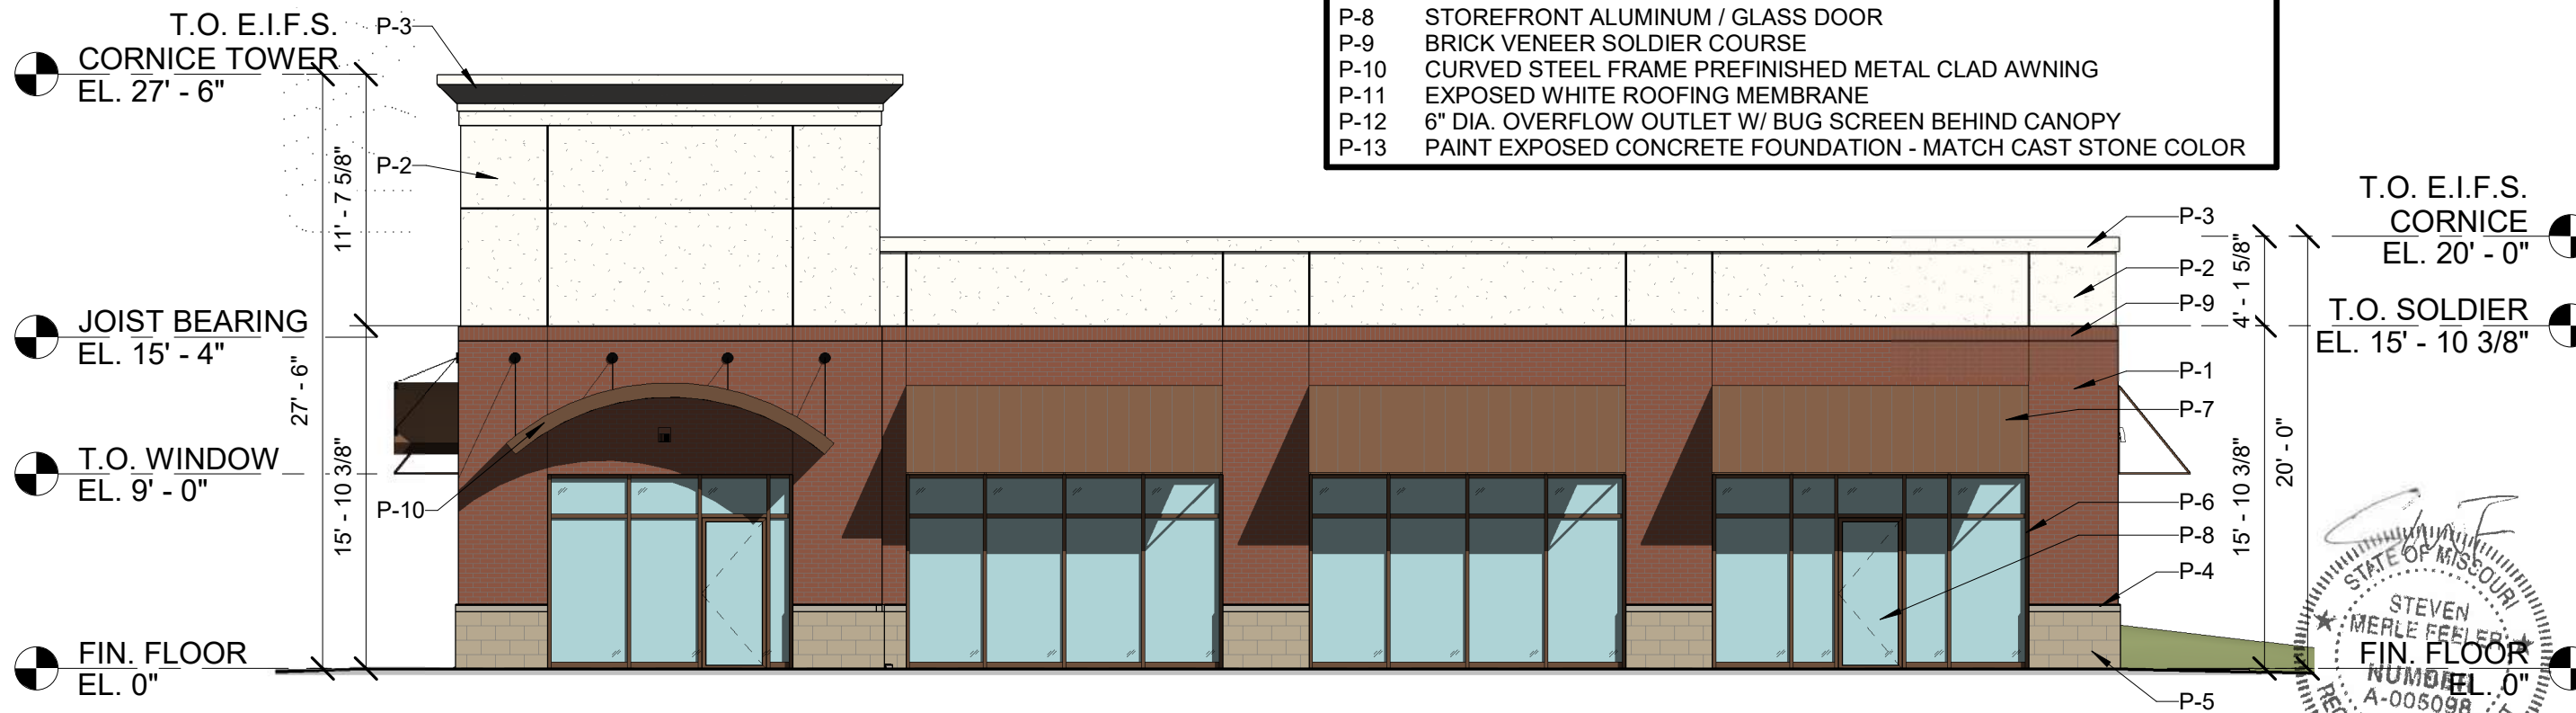 P-8 STOREFRONT ALUMINUM / GLASS DOOR
P-9 BRICK VENEER SOLDIER COURSE
P-10 CURVED STEEL FRAME PREFINISHED METAL CLAD AWNING
P-11 EXPOSED WHITE ROOFING MEMBRANE
P-12 6" DIA. OVERFLOW OUTLET W/ BUG SCREEN BEHIND CANOPY
P-13 PAINT EXPOSED CONCRETE FOUNDATION - MATCH CAST STONE COLOR
T.O. E.I.F.S.
CORNICE TOWER
EL. 27' - 6"
JOIST BEARING
EL. 15' - 4"
T.O. WINDOW
EL. 9' - 0"
FIN. FLOOR
EL. 0"
27' - 6"
11' - 7 5/8"
15' - 10 3/8"
P-3
P-2
P-10
P-3
P-2
P-9
P-1
P-7
P-6
P-8
P-4
P-5
4' - 1 5/8"
15' - 10 3/8"
20' - 0"
T.O. E.I.F.S.
CORNICE
EL. 20' - 0"
T.O. SOLDIER
EL. 15' - 10 3/8"
FIN. FLOOR
EL. 0"
STATE OF MISSOURI
STEVEN
MERLE FEELER
NUMBER
A-005098